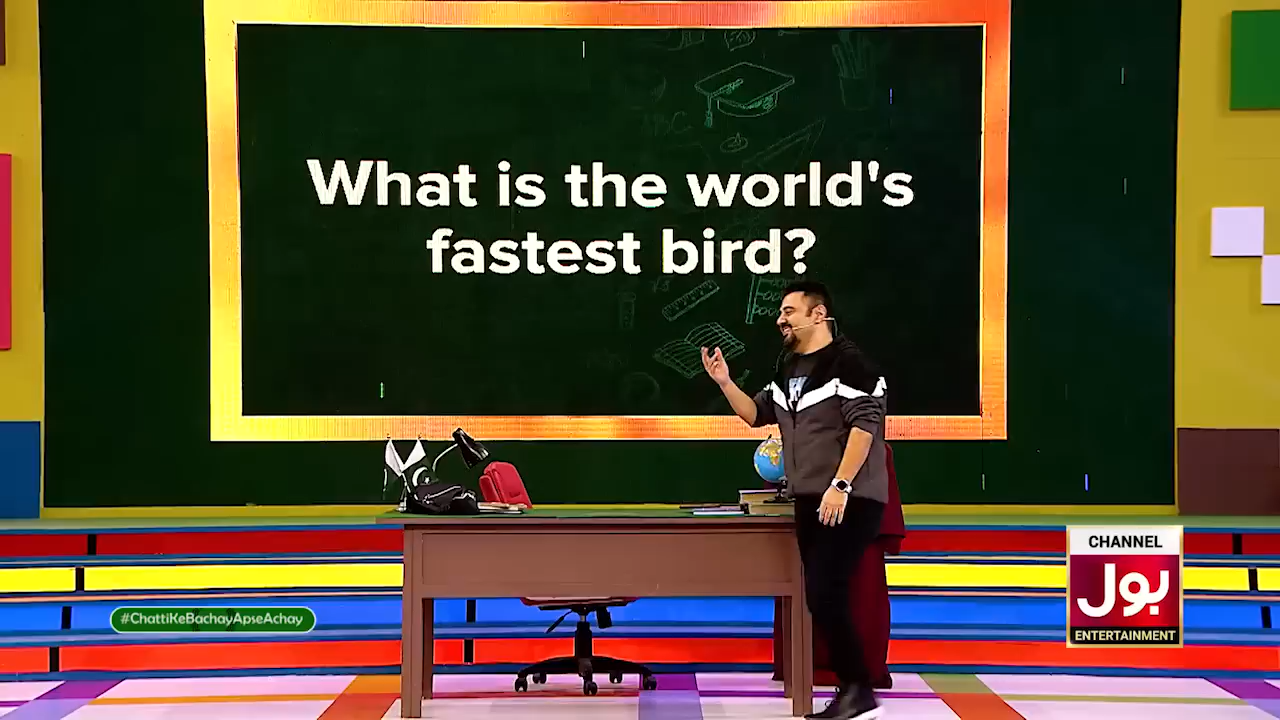 What is the world's
fastest bird?
#ChattiKeBachayApseAchay
CHANNEL
بول
ENTERTAINMENT